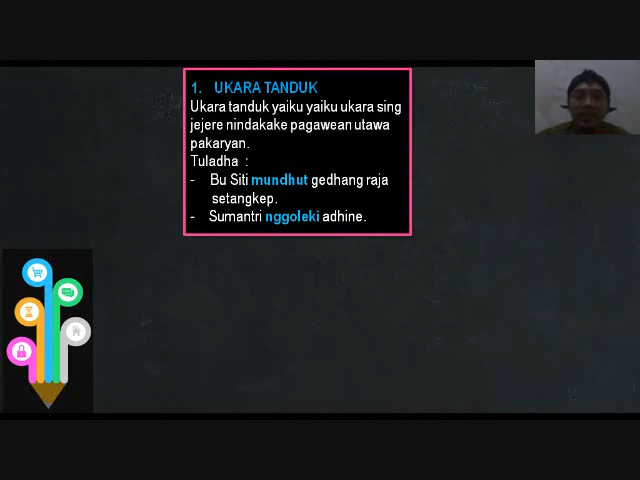 1. UKARA TANDUK
Ukara tanduk yaiku yaiku ukara sing
jejere nindakake pagawean utawa
pakaryan.
Tuladha :
- Bu Siti mundhut gedhang raja
setangkep.
- Sumantri nggoleki adhine.